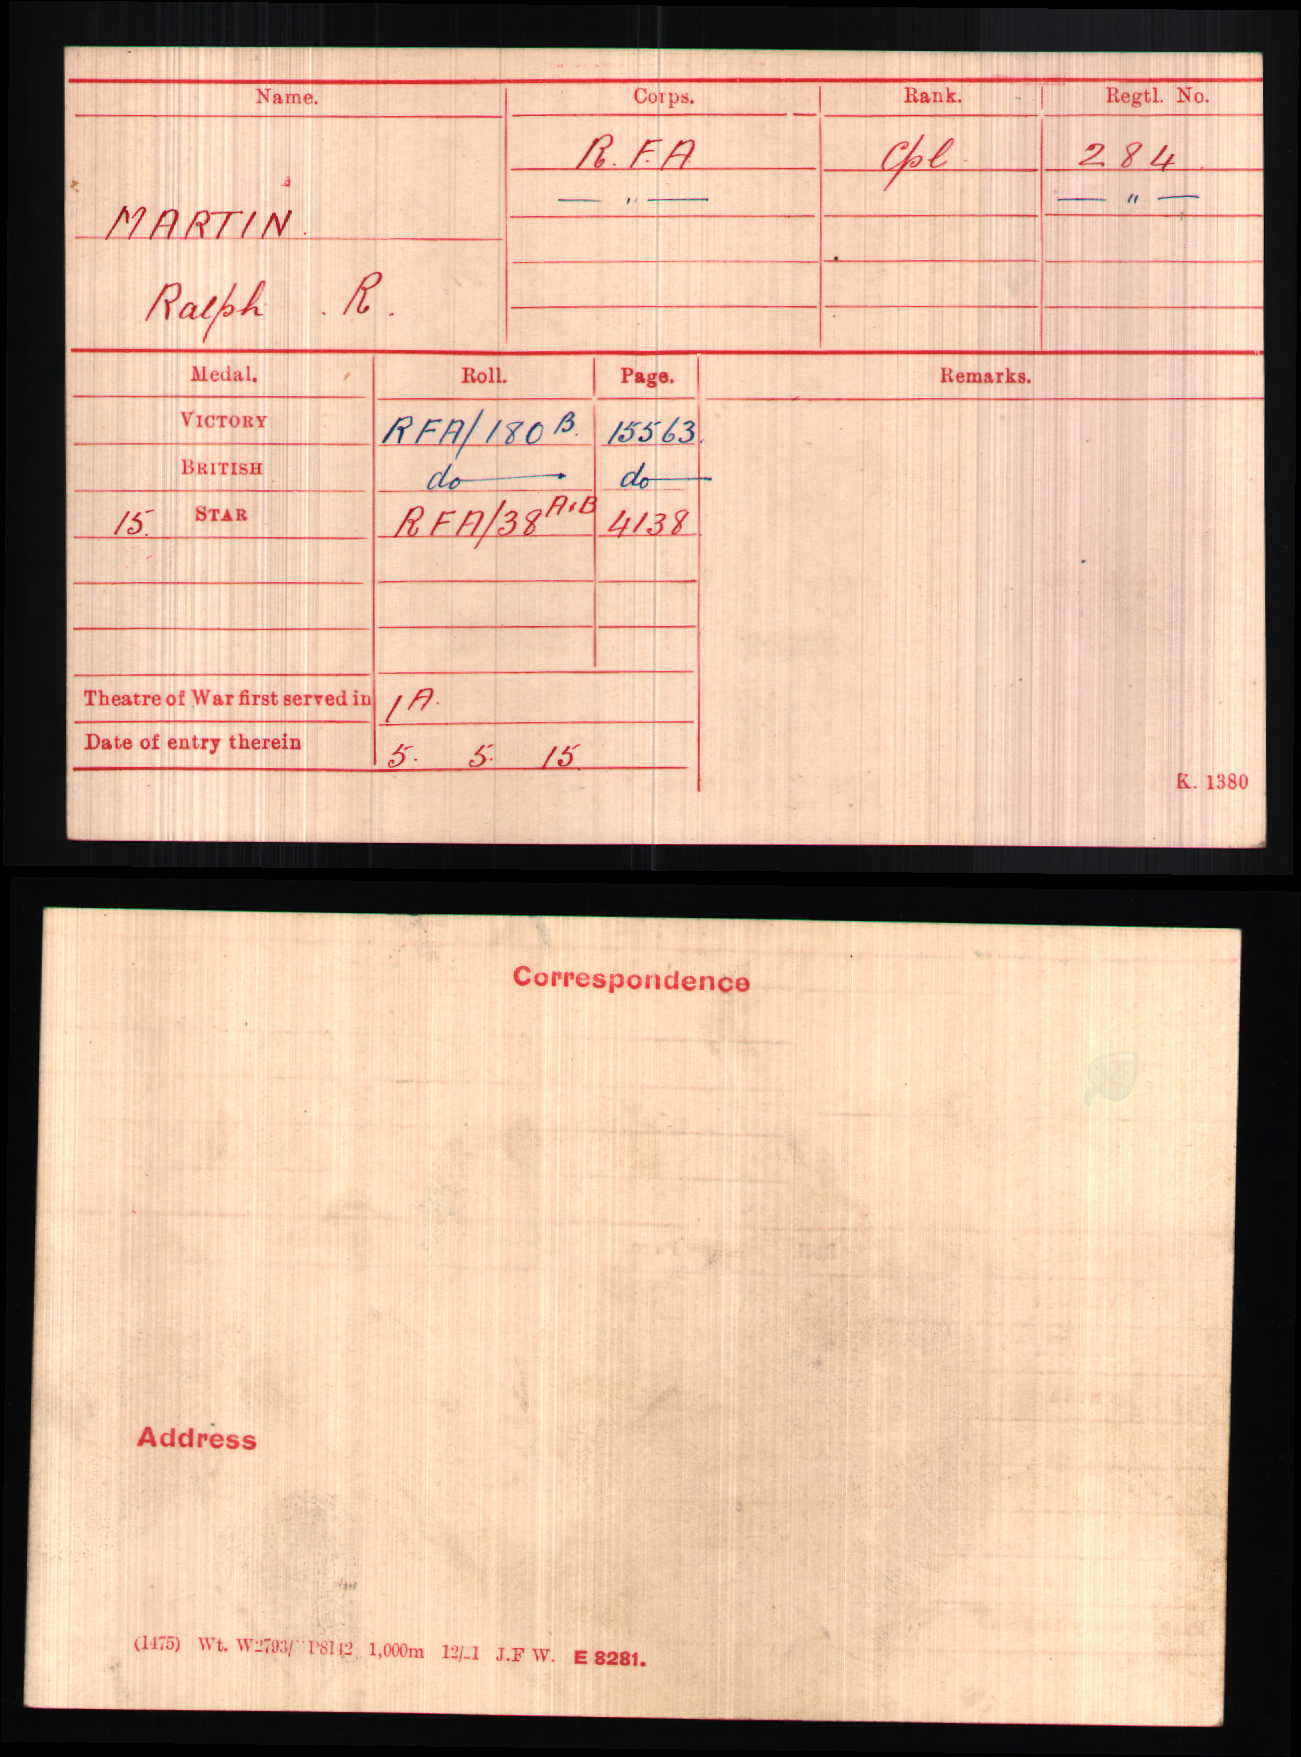 Name. Corps. Rank. Regtl. No.
R.F.A Cpl. 284
— " — — " —
MARTIN.
Ralph . R.
Medal. Roll. Page. Remarks.
VICTORY RFA/180 B. 15563.
BRITISH do do
15. STAR RFA/38 A&B 4138
Theatre of War first served in 1A.
Date of entry therein 5. 5. 15
K. 1380
Correspondence
Address
(1475) Wt. 1,000m J.F W. E 8281.